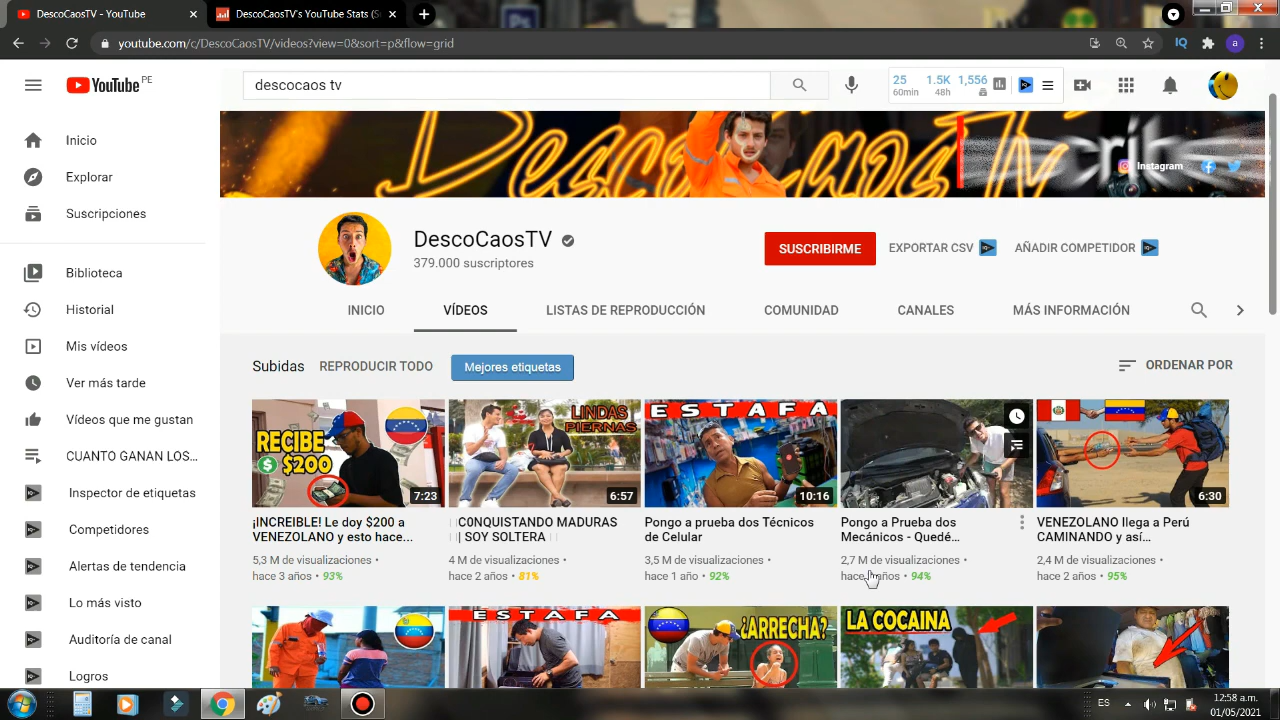 DescoCaosTV - YouTube
DescoCaosTV's YouTube Stats (S
youtube.com/c/DescoCaosTV/videos?view=0&sort=p&flow=grid
IQ
a
YouTube PE
descocaos tv
25 1.5K 1,556
60min 48h
DescoCaosTv
crib
Instagram
Inicio
Explorar
Suscripciones
Biblioteca
Historial
Mis vídeos
Ver más tarde
Vídeos que me gustan
CUANTO GANAN LOS...
Inspector de etiquetas
Competidores
Alertas de tendencia
Lo más visto
Auditoría de canal
Logros
DescoCaosTV
379.000 suscriptores
SUSCRIBIRME
EXPORTAR CSV
AÑADIR COMPETIDOR
INICIO
VÍDEOS
LISTAS DE REPRODUCCIÓN
COMUNIDAD
CANALES
MÁS INFORMACIÓN
Subidas
REPRODUCIR TODO
Mejores etiquetas
ORDENAR POR
RECIBE
$200
7:23
¡INCREIBLE! Le doy $200 a
VENEZOLANO y esto hace...
5,3 M de visualizaciones •
hace 3 años • 93%
LINDAS
PIERNAS
6:57
C0NQUISTANDO MADURAS
| SOY SOLTERA
4 M de visualizaciones •
hace 2 años • 81%
ESTAFA
10:16
Pongo a prueba dos Técnicos
de Celular
3,5 M de visualizaciones •
hace 1 año • 92%
Pongo a Prueba dos
Mecánicos - Quedé...
2,7 M de visualizaciones •
hace años • 94%
6:30
VENEZOLANO llega a Perú
CAMINANDO y así...
2,4 M de visualizaciones •
hace 2 años • 95%
ESTAFA
¿ARRECHA?
LA COCAINA
ES
12:58 a.m.
01/05/2021